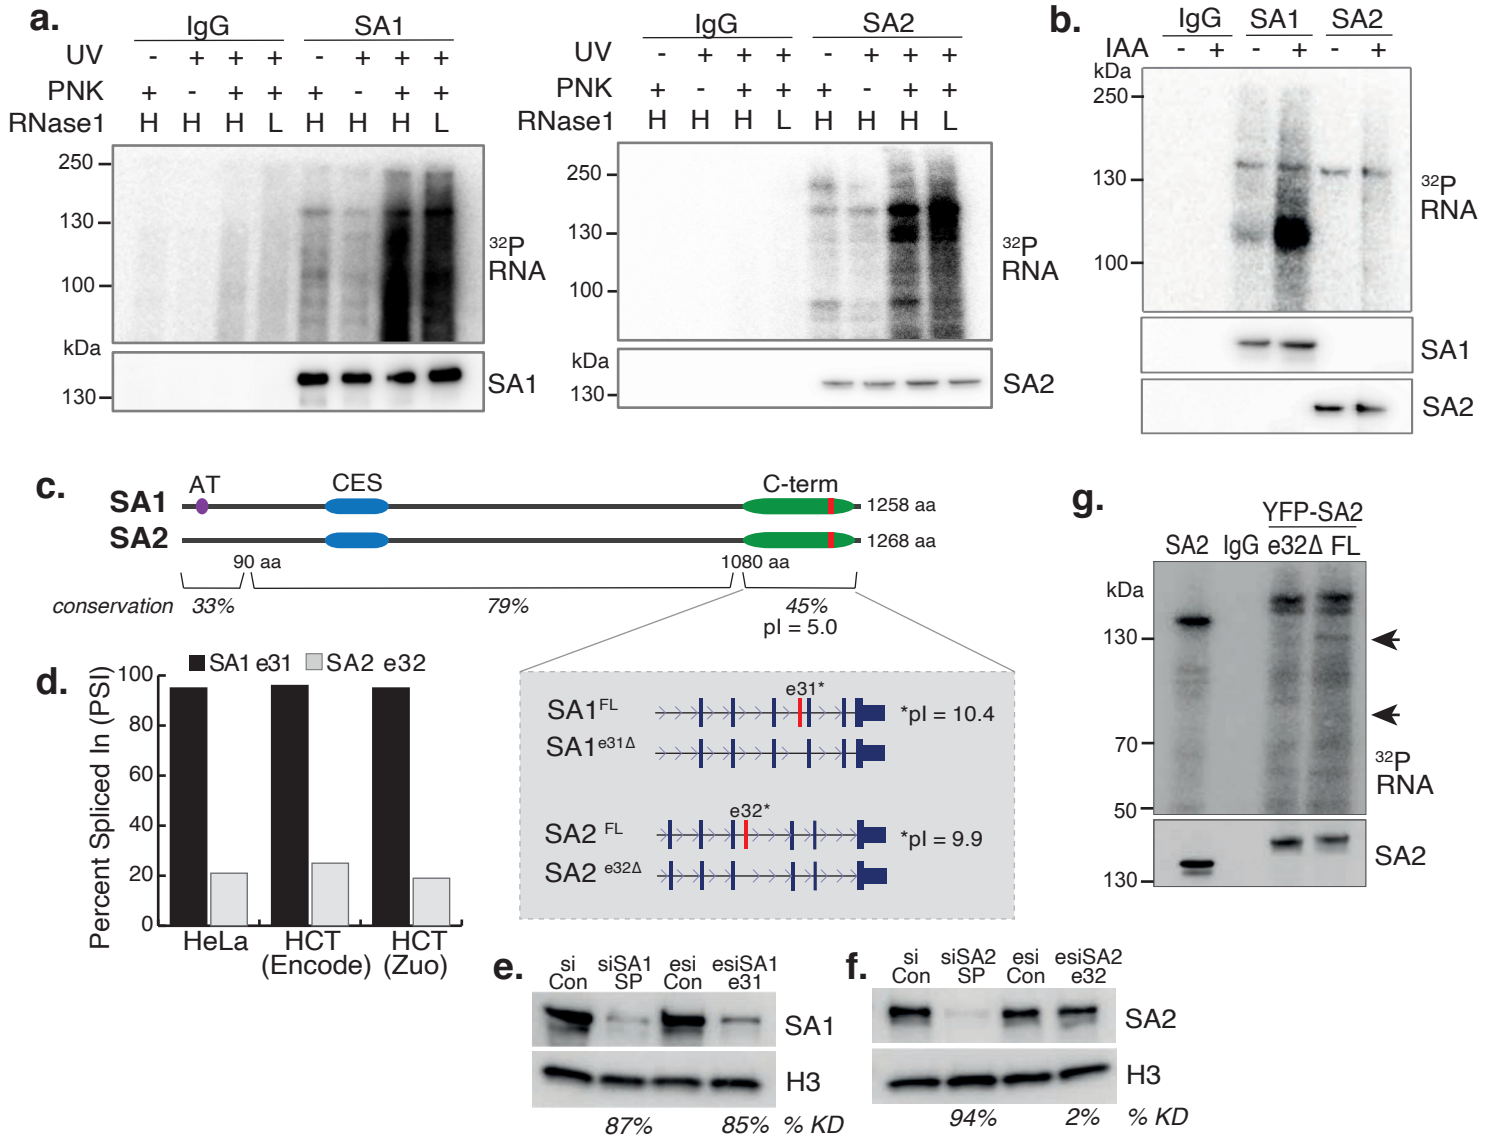 a.
IgG SA1
UV - + + + - + + +
PNK + - + + + - + +
RNase1 H H H L H H H L
250
130
100
kDa
130
32P
RNA
SA1
IgG SA2
UV - + + + - + + +
PNK + - + + + - + +
RNase1 H H H L H H H L
250
130
100
kDa
130
32P
RNA
SA2
b.
IgG SA1 SA2
IAA - + - + - +
kDa
250
130
100
32P
RNA
SA1
SA2
c.
AT CES C-term
SA1 1258 aa
SA2 1268 aa
90 aa 1080 aa
conservation 33% 79% 45%
pI = 5.0
e31*
SA1FL *pI = 10.4
SA1e31Δ
e32*
SA2 FL *pI = 9.9
SA2 e32Δ
d.
SA1 e31 SA2 e32
Percent Spliced In (PSI)
100
80
60
40
20
0
HeLa HCT HCT
(Encode) (Zuo)
e.
si siSA1 esi esiSA1
Con SP Con e31
SA1
H3
87% 85% % KD
f.
si siSA2 esi esiSA2
Con SP Con e32
SA2
H3
94% 2% % KD
g.
YFP-SA2
SA2 IgG e32Δ FL
kDa
130
70
50
32P
RNA
130
SA2